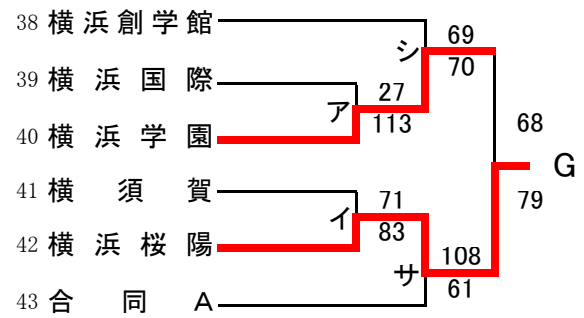 38 横浜創学館
シ 69
70
39 横浜国際
ア 27
113
40 横浜学園
68
G
79
41 横須賀
イ 71
83
42 横浜桜陽
サ 108
61
43 合同A